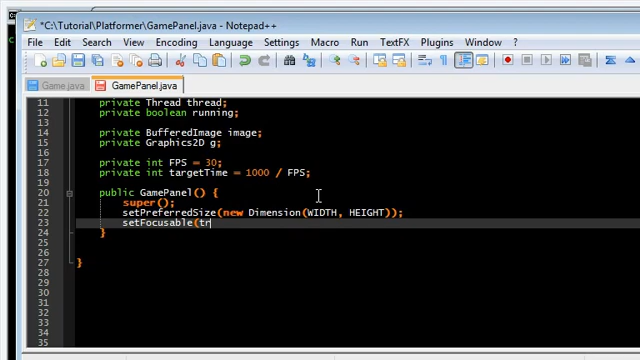 *C:\Tutorial\Platformer\GamePanel.java - Notepad++
File Edit Search View Encoding Language Settings Macro Run TextFX Plugins Window ?
Game.java GamePanel.java
11 private Thread thread;
12 private boolean running;
13
14 private BufferedImage image;
15 private Graphics2D g;
16
17 private int FPS = 30;
18 private int targetTime = 1000 / FPS;
19
20 public GamePanel() {
21 super();
22 setPreferredSize(new Dimension(WIDTH, HEIGHT));
23 setFocusable(tr
24 }
25
26
27 }
28
29
30
31
32
33
34
35